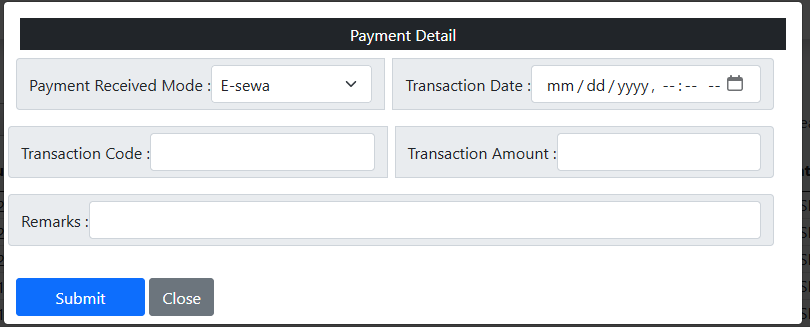 Payment Detail
Payment Received Mode : E-sewa
Transaction Date : mm/dd/yyyy, --:-- --
Transaction Code :
Transaction Amount :
Remarks :
Submit Close